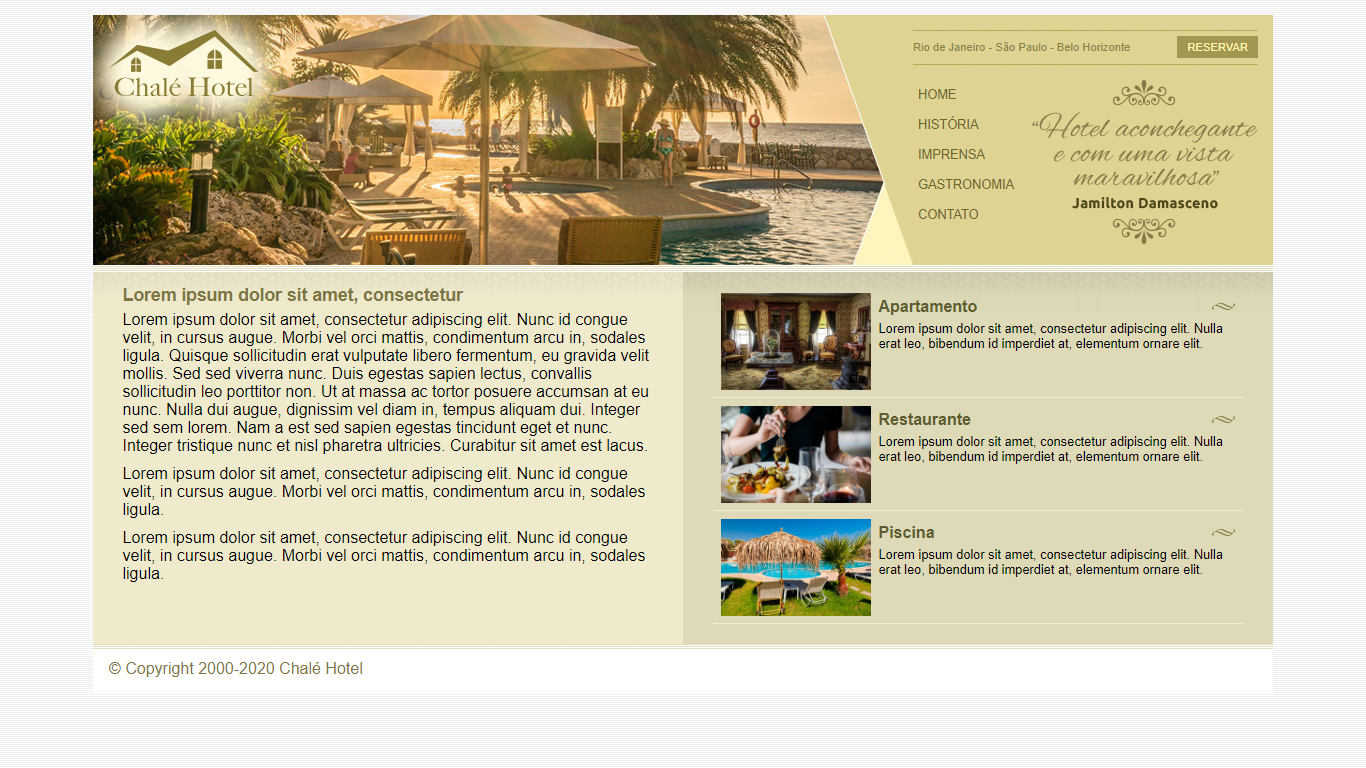 Chalé Hotel
Rio de Janeiro - São Paulo - Belo Horizonte
RESERVAR
HOME
HISTÓRIA
IMPRENSA
GASTRONOMIA
CONTATO
“Hotel aconchegante
e com uma vista
maravilhosa”
Jamilton Damasceno
Lorem ipsum dolor sit amet, consectetur
Lorem ipsum dolor sit amet, consectetur adipiscing elit. Nunc id congue
velit, in cursus augue. Morbi vel orci mattis, condimentum arcu in, sodales
ligula. Quisque sollicitudin erat vulputate libero fermentum, eu gravida velit
mollis. Sed sed viverra nunc. Duis egestas sapien lectus, convallis
sollicitudin leo porttitor non. Ut at massa ac tortor posuere accumsan at eu
nunc. Nulla dui augue, dignissim vel diam in, tempus aliquam dui. Integer
sed sem lorem. Nam a est sed sapien egestas tincidunt eget et nunc.
Integer tristique nunc et nisl pharetra ultricies. Curabitur sit amet est lacus.
Lorem ipsum dolor sit amet, consectetur adipiscing elit. Nunc id congue
velit, in cursus augue. Morbi vel orci mattis, condimentum arcu in, sodales
ligula.
Lorem ipsum dolor sit amet, consectetur adipiscing elit. Nunc id congue
velit, in cursus augue. Morbi vel orci mattis, condimentum arcu in, sodales
ligula.
Apartamento
Lorem ipsum dolor sit amet, consectetur adipiscing elit. Nulla
erat leo, bibendum id imperdiet at, elementum ornare elit.
Restaurante
Lorem ipsum dolor sit amet, consectetur adipiscing elit. Nulla
erat leo, bibendum id imperdiet at, elementum ornare elit.
Piscina
Lorem ipsum dolor sit amet, consectetur adipiscing elit. Nulla
erat leo, bibendum id imperdiet at, elementum ornare elit.
© Copyright 2000-2020 Chalé Hotel